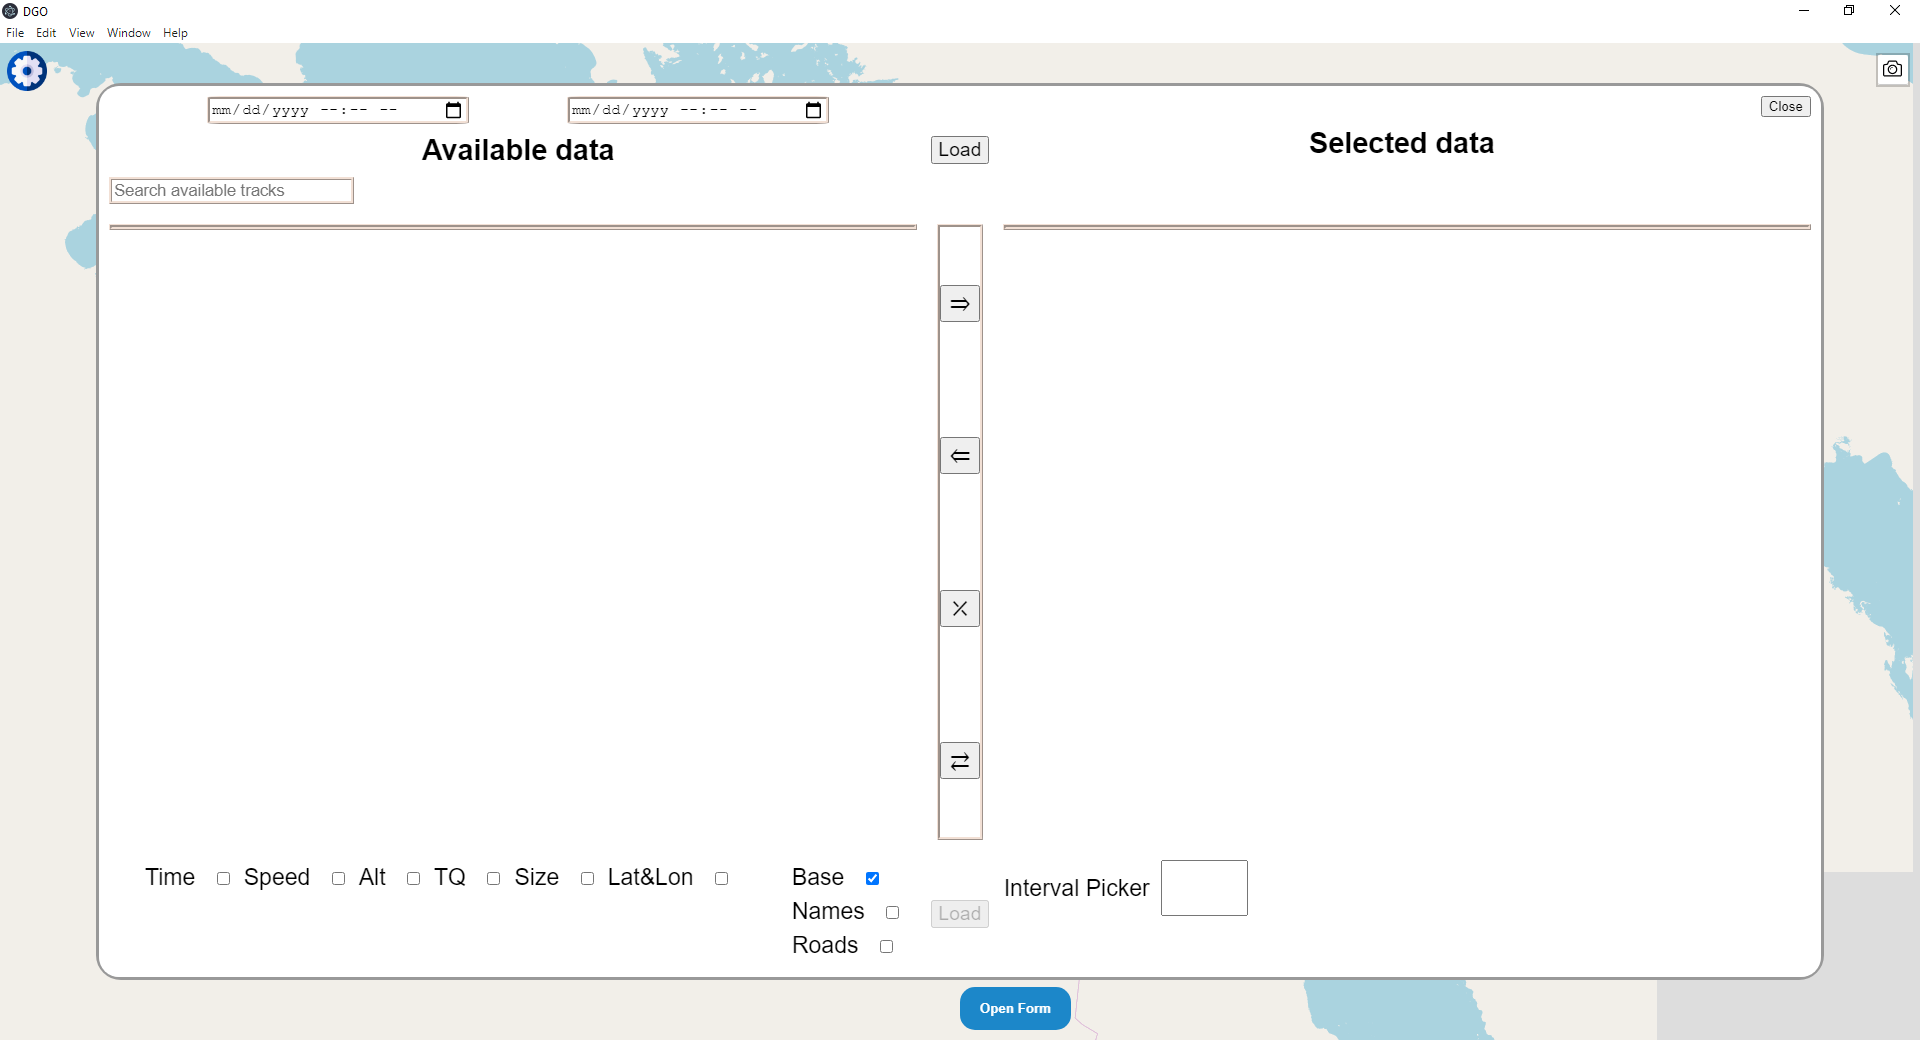 DGO
File Edit View Window Help
mm/dd/yyyy --:-- -- mm/dd/yyyy --:-- -- Close
Available data Load Selected data
Search available tracks
⇒
⇐
X
⇄
Time Speed Alt TQ Size Lat&Lon Base Interval Picker
Names Load
Roads
Open Form